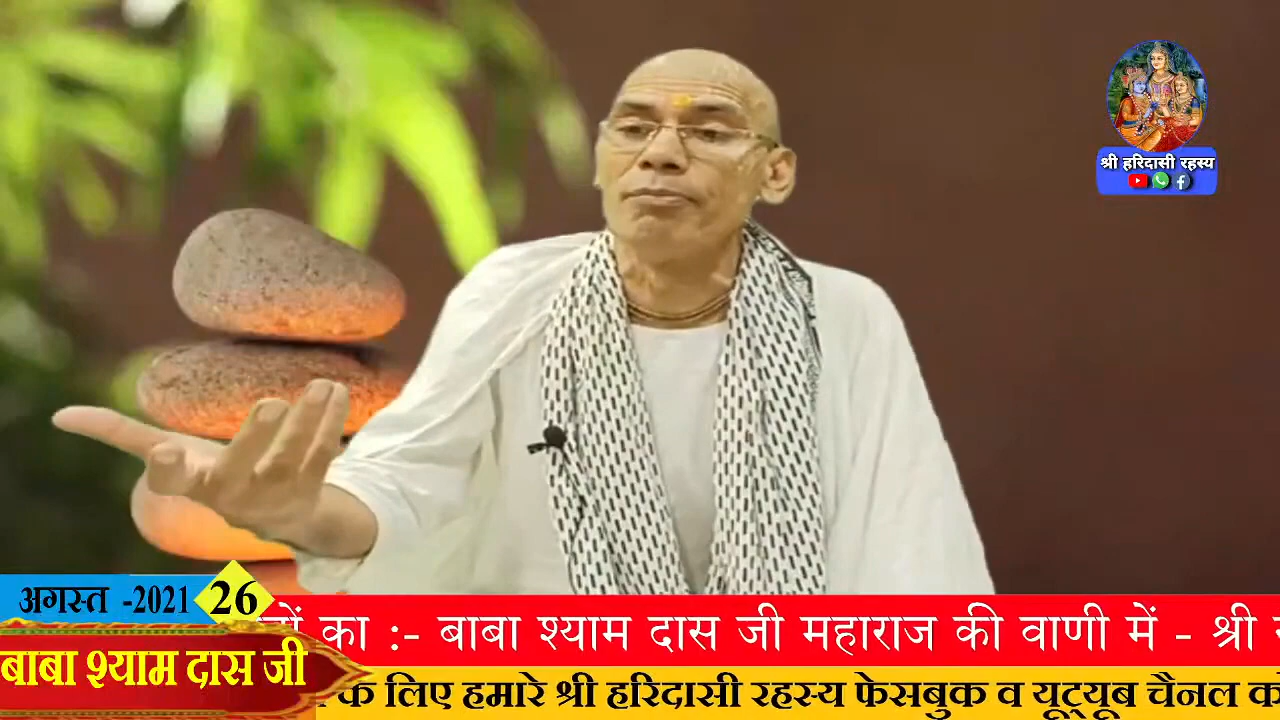 श्री हरिदासी रहस्य
अगस्त -2021 26
का :- बाबा श्याम दास जी महाराज की वाणी में - श्री
बाबा श्याम दास जी
के लिए हमारे श्री हरिदासी रहस्य फेसबुक व यूट्यूब चैनल को